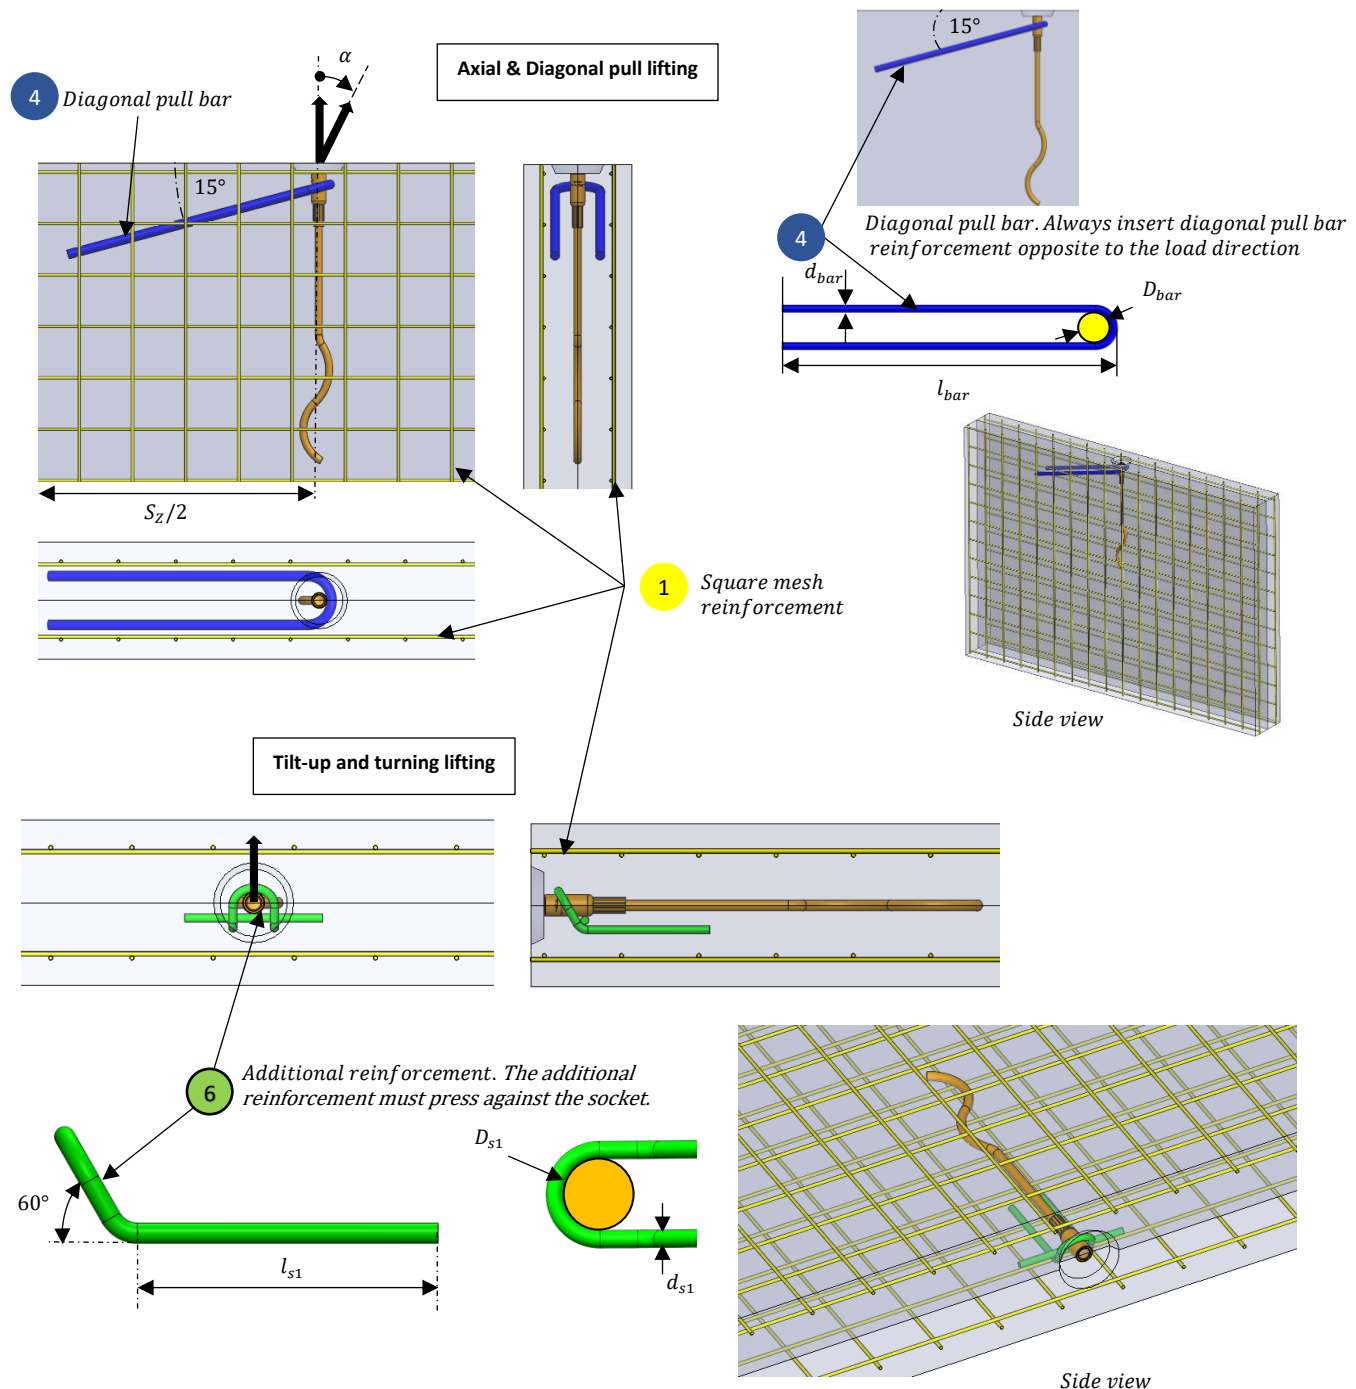 α
Axial & Diagonal pull lifting
15°
4
Diagonal pull bar
15°
4
Diagonal pull bar. Always insert diagonal pull bar
reinforcement opposite to the load direction
d_bar
D_bar
l_bar
S_Z/2
1
Square mesh
reinforcement
Side view
Tilt-up and turning lifting
6
Additional reinforcement. The additional
reinforcement must press against the socket.
D_s1
60°
l_s1
d_s1
Side view